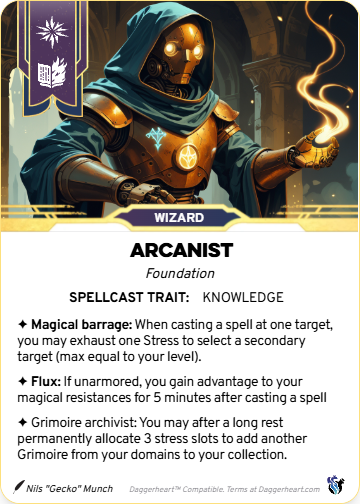 WIZARD
ARCANIST
Foundation
SPELLCAST TRAIT: KNOWLEDGE
✦ Magical barrage: When casting a spell at one target,
you may exhaust one Stress to select a secondary
target (max equal to your level).
✦ Flux: If unarmored, you gain advantage to your
magical resistances for 5 minutes after casting a spell
✦ Grimoire archivist: You may after a long rest
permanently allocate 3 stress slots to add another
Grimoire from your domains to your collection.
Nils "Gecko" Munch
Daggerheart™ Compatible. Terms at Daggerheart.com